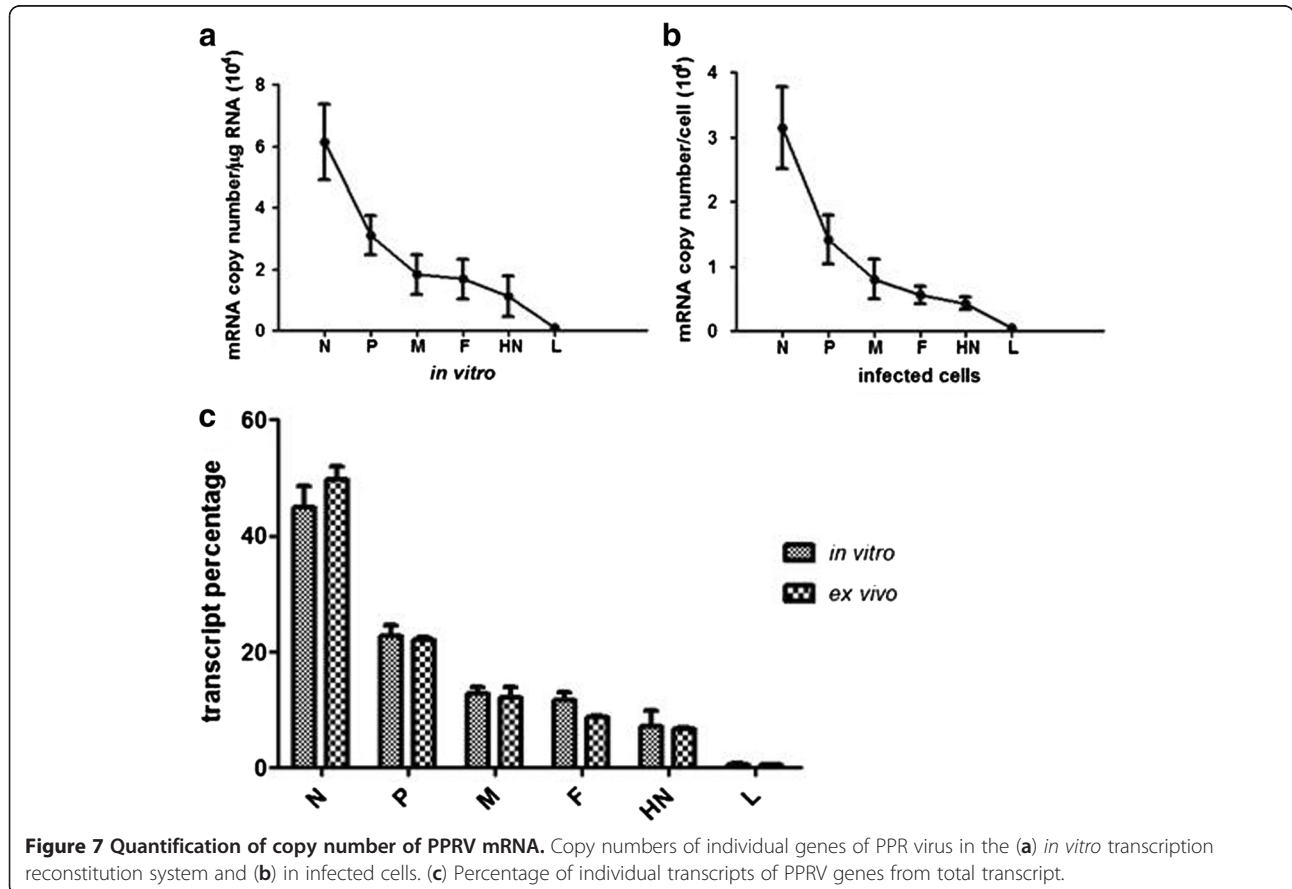 a
mRNA copy number/µg RNA (10⁴)
8
6
4
2
0
N P M F HN L
in vitro
b
mRNA copy number/cell (10⁴)
4
3
2
1
0
N P M F HN L
infected cells
c
transcript percentage
60
40
20
0
N P M F HN L
in vitro
ex vivo
Figure 7 Quantification of copy number of PPRV mRNA. Copy numbers of individual genes of PPR virus in the (a) in vitro transcription
reconstitution system and (b) in infected cells. (c) Percentage of individual transcripts of PPRV genes from total transcript.